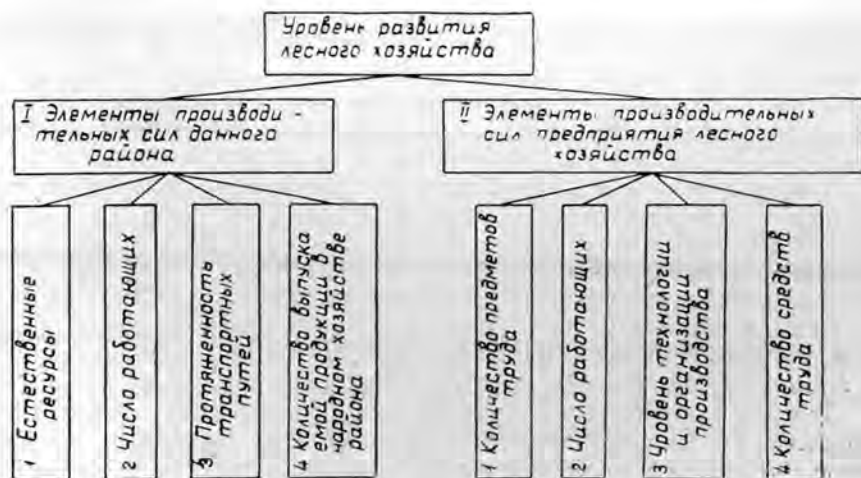 Уровень развития
лесного хозяйства
I Элементы производи -
тельных сил данного
района
II Элементы производительных
сил предприятия лесного
хозяйства
1 Естественные
ресурсы
2 Число работающих
3 Протяженность
транспортных
путей
4 Количество выпуска
емой продукции в
народном хозяйстве
района
1 Количество предметов
труда
2 Число работающих
3 Уровень технологии
и организации
производства
4 Количество средств
труда